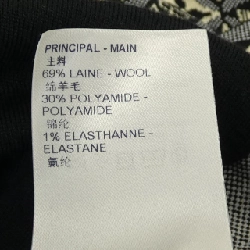 PRINCIPAL - MAIN
主料
69% LAINE - WOOL
绵羊毛
30% POLYAMIDE -
POLYAMIDE
锦纶
1% ELASTHANNE -
ELASTANE
氨纶